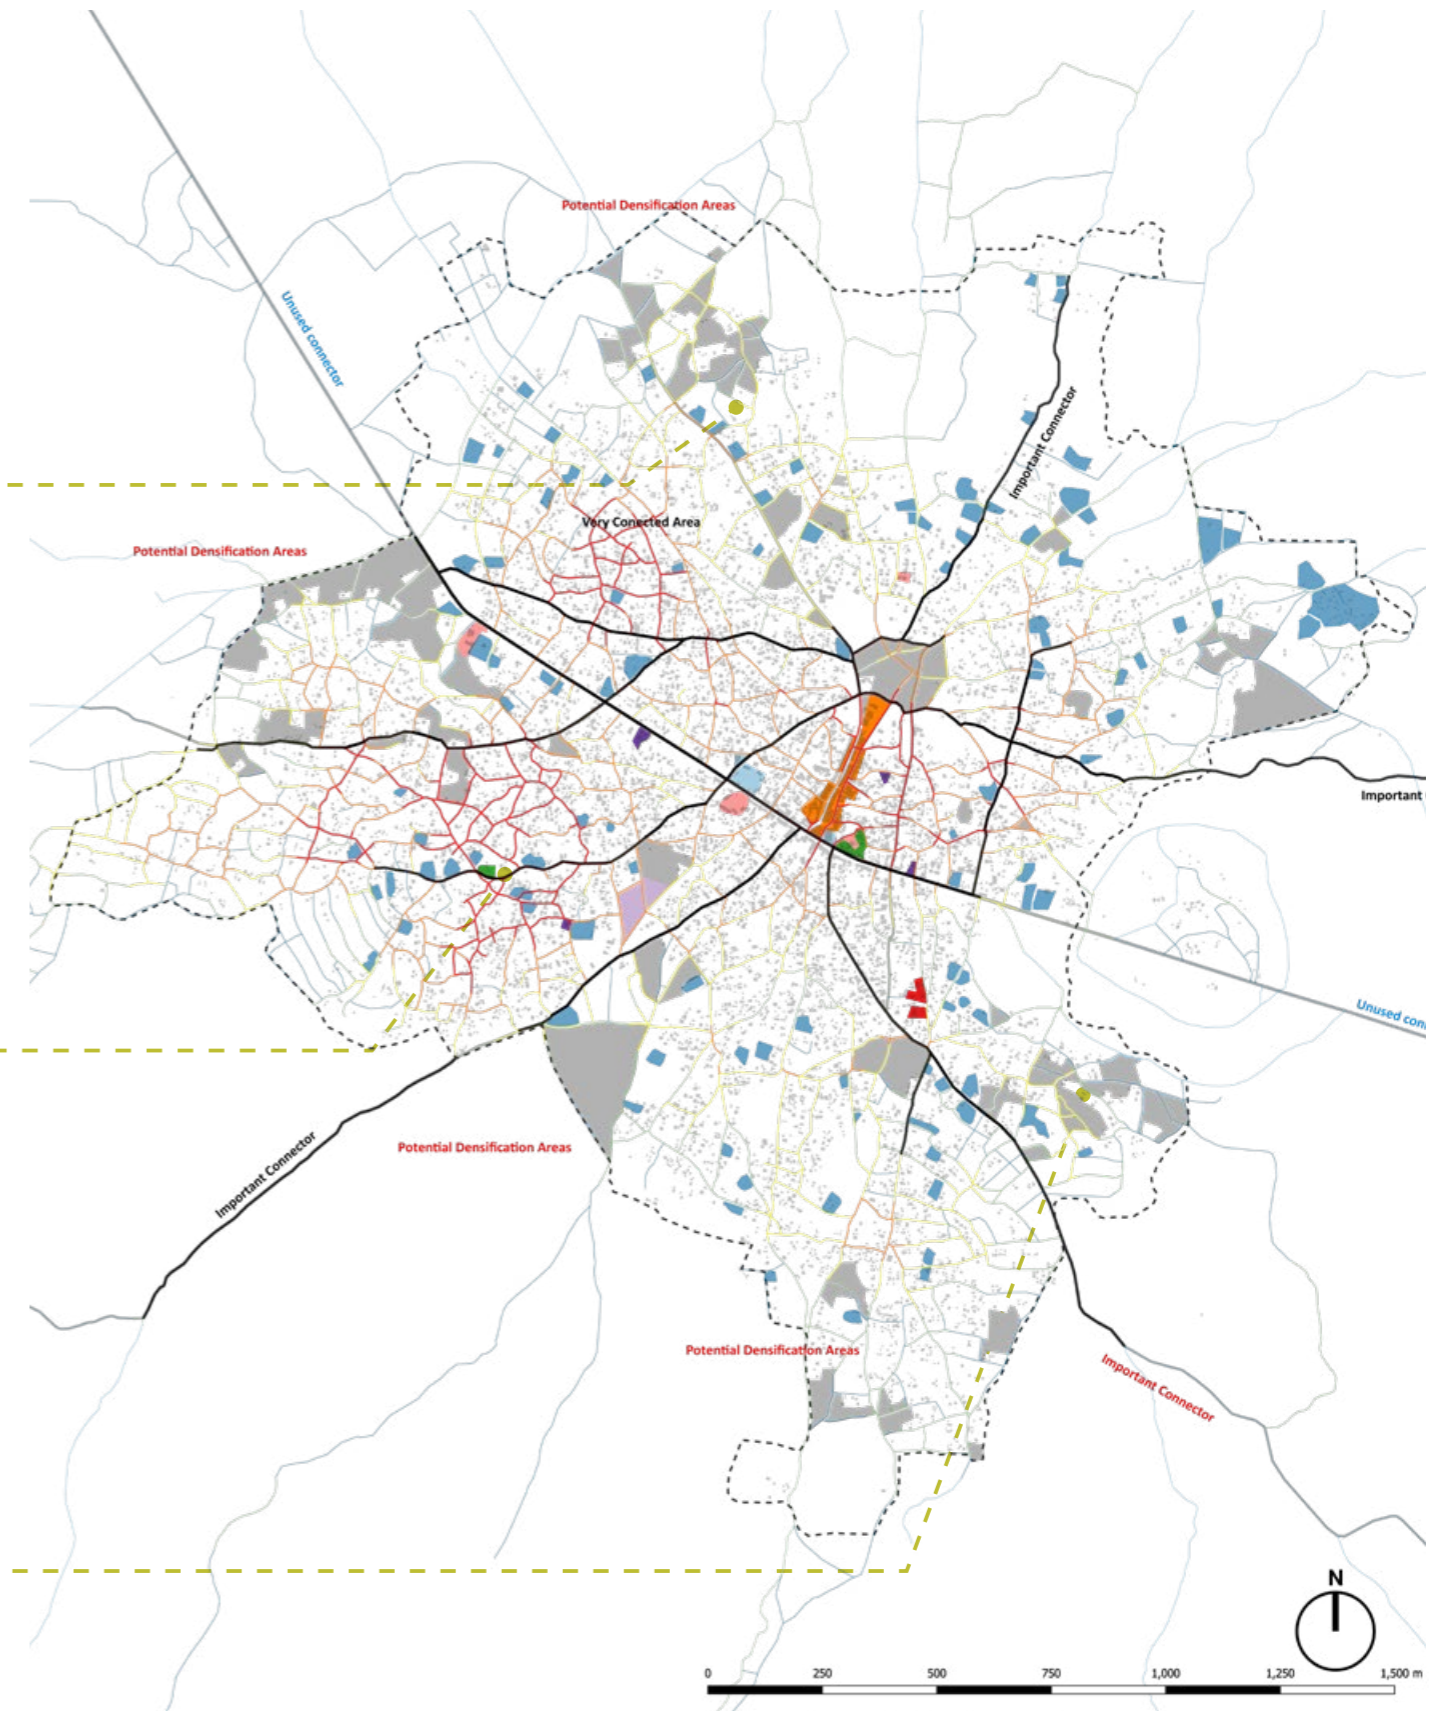 Potential Densification Areas
Unused connector
Important Connector
Very Conected Area
Potential Densification Areas
Important
Unused con
Potential Densification Areas
Important Connector
Potential Densification Areas
Important Connector
N
0 250 500 750 1,000 1,250 1,500 m